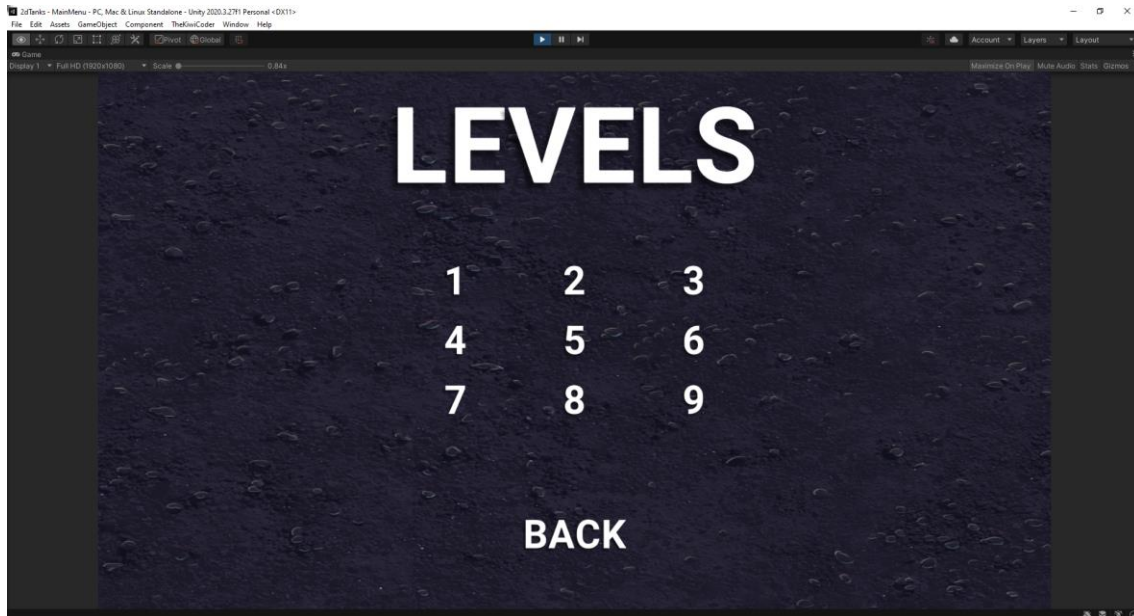 2dTanks - MainMenu - PC, Mac & Linux Standalone - Unity 2020.3.27f1 Personal <DX11>
File Edit Assets GameObject Component TheKiwiCoder Window Help
Pivot Global Account Layers Layout
Game
Display 1 Full HD (1920x1080) Scale 0.84x Maximize On Play Mute Audio Stats Gizmos
LEVELS
1 2 3
4 5 6
7 8 9
BACK